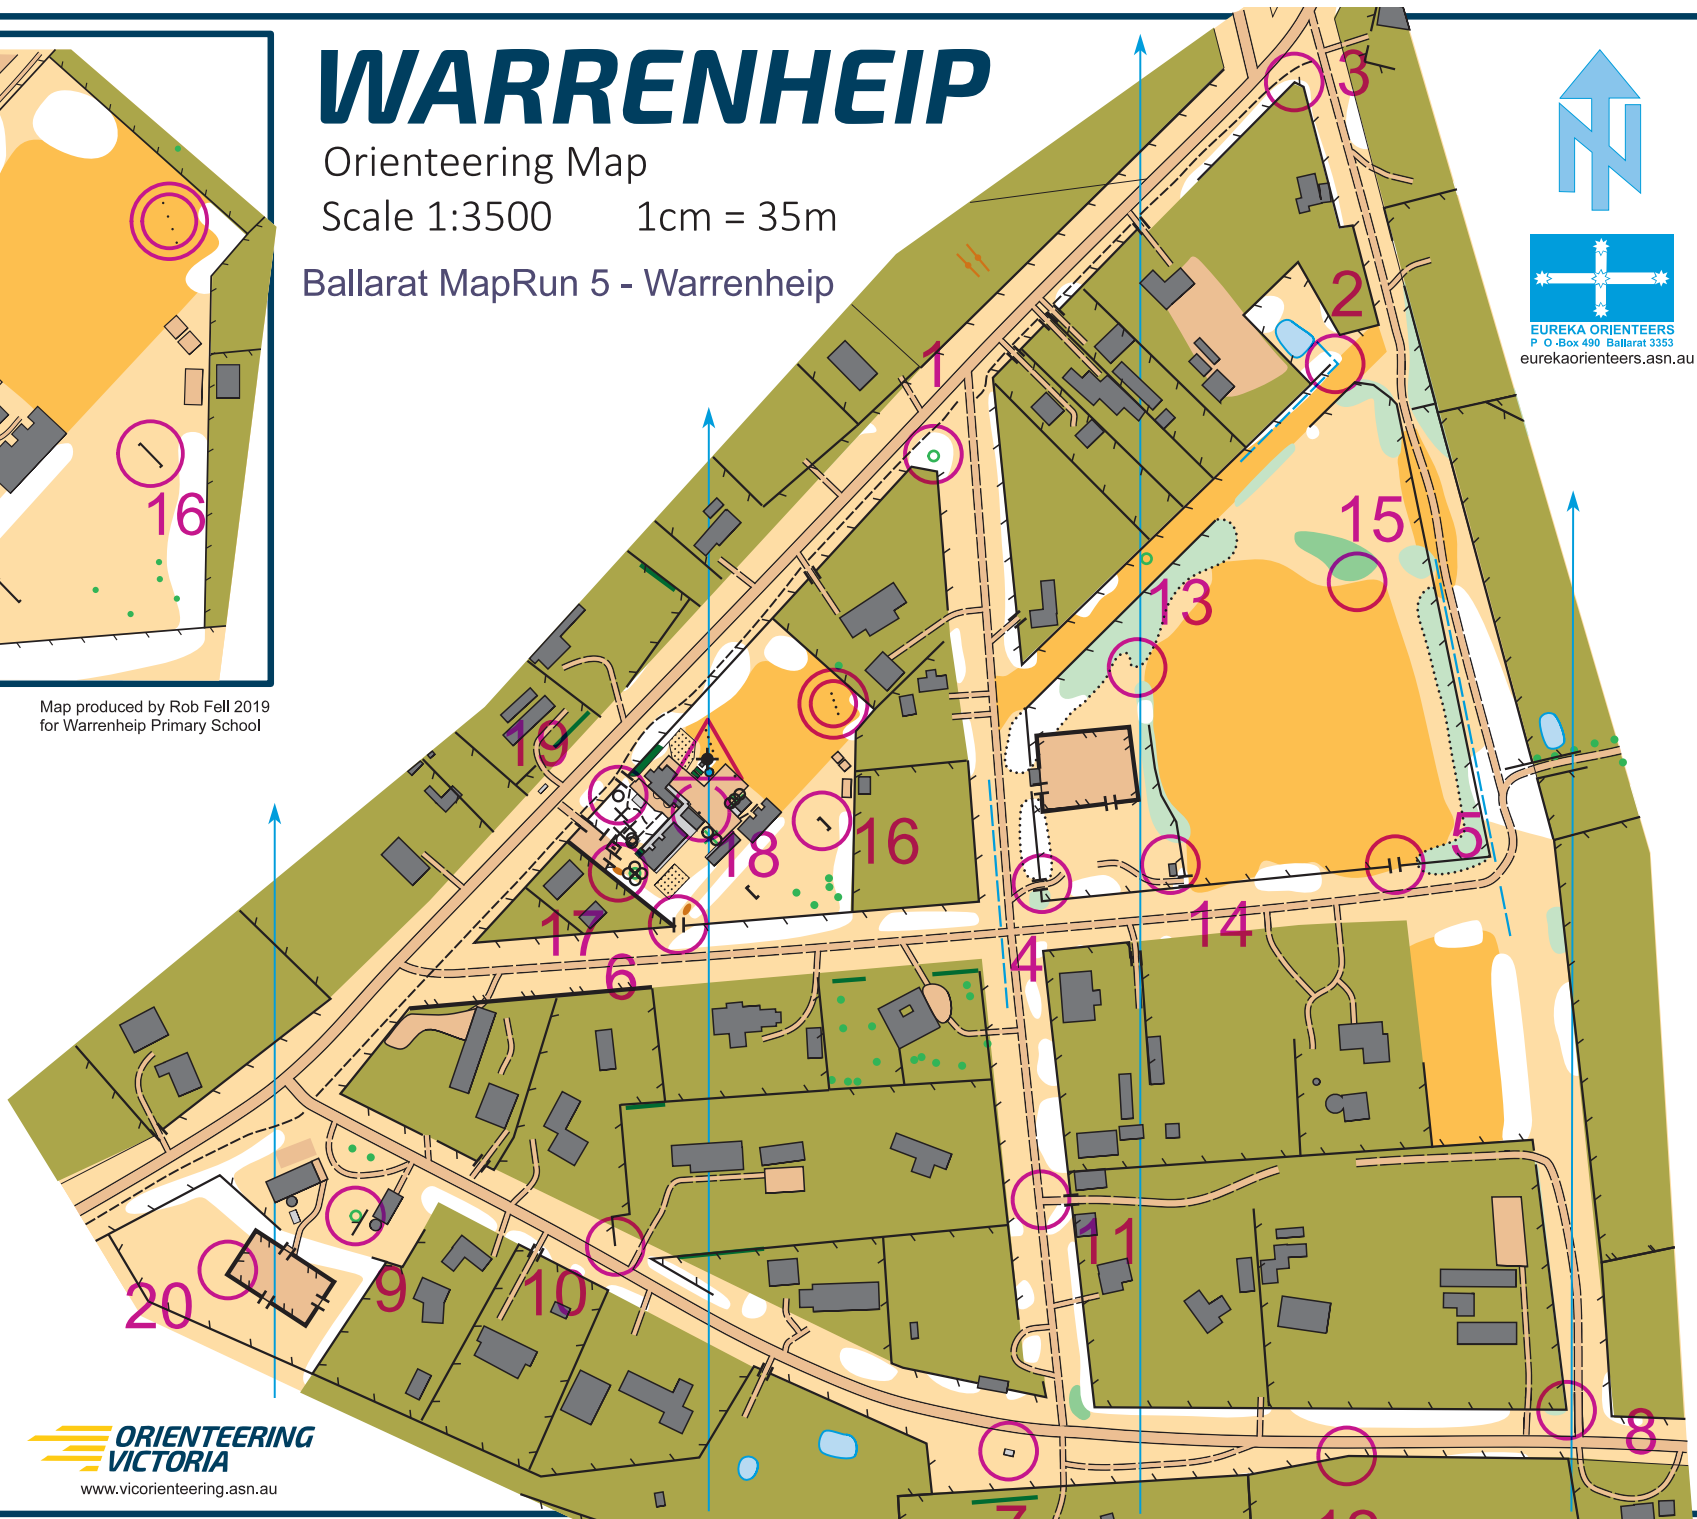 WARRENHEIP
Orienteering Map
Scale 1:3500 1cm = 35m
Ballarat MapRun 5 - Warrenheip
EUREKA ORIENTEERS
P O .Box 490 Ballarat 3353
eurekaorienteers.asn.au
16
Map produced by Rob Fell 2019
for Warrenheip Primary School
3
2
1
15
13
19
5
18
16
17
14
6
4
11
20
9
10
8
7
ORIENTEERING
VICTORIA
www.vicorienteering.asn.au